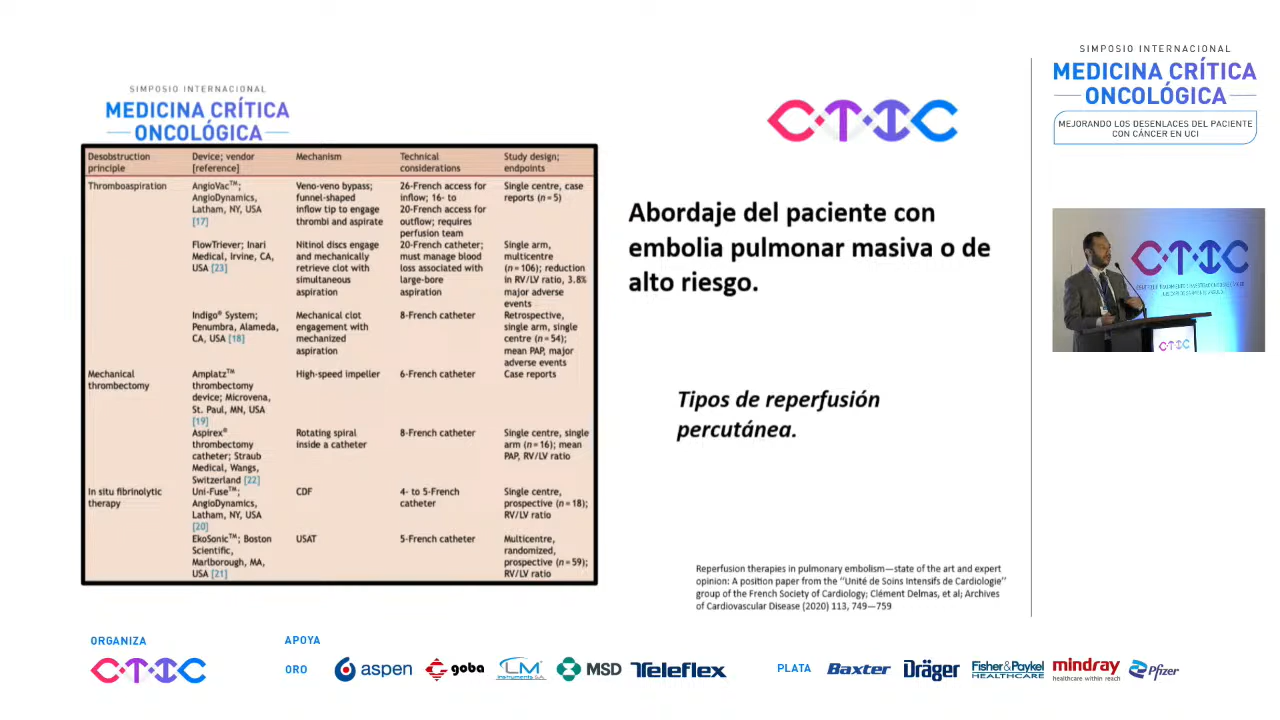 SIMPOSIO INTERNACIONAL
MEDICINA CRÍTICA
ONCOLÓGICA
CTIC
Desobstruction principle | Device; vendor [reference] | Mechanism | Technical considerations | Study design; endpoints
Thromboaspiration | AngioVac™; AngioDynamics, Latham, NY, USA [17] | Veno-veno bypass; funnel-shaped inflow tip to engage thrombi and aspirate | 26-French access for inflow; 16- to 20-French access for outflow; requires perfusion team | Single centre, case reports (n=5)
FlowTriever; Inari Medical, Irvine, CA, USA [23] | Nitinol discs engage and mechanically retrieve clot with simultaneous aspiration | 20-French catheter; must manage blood loss associated with large-bore aspiration | Single arm, multicentre (n=106); reduction in RV/LV ratio, 3.8% major adverse events
Indigo® System; Penumbra, Alameda, CA, USA [18] | Mechanical clot engagement with mechanized aspiration | 8-French catheter | Retrospective, single arm, single centre (n=54); mean PAP, major adverse events
Mechanical thrombectomy | Amplatz™ thrombectomy device; Microvena, St. Paul, MN, USA [19] | High-speed impeller | 6-French catheter | Case reports
Aspirex® thrombectomy catheter; Straub Medical, Wangs, Switzerland [22] | Rotating spiral inside a catheter | 8-French catheter | Single centre, single arm (n=16); mean PAP, RV/LV ratio
In situ fibrinolytic therapy | Uni-Fuse™; AngioDynamics, Latham, NY, USA [20] | CDF | 4- to 5-French catheter | Single centre, prospective (n=18); RV/LV ratio
EkoSonic™; Boston Scientific, Marlborough, MA, USA [21] | USAT | 5-French catheter | Multicentre, randomized, prospective (n=59); RV/LV ratio
Abordaje del paciente con
embolia pulmonar masiva o de
alto riesgo.
Tipos de reperfusión
percutánea.
Reperfusion therapies in pulmonary embolism—state of the art and expert
opinion: A position paper from the “Unité de Soins Intensifs de Cardiologie”
group of the French Society of Cardiology; Clément Delmas, et al; Archives
of Cardiovascular Disease (2020) 113, 749—759
SIMPOSIO INTERNACIONAL
MEDICINA CRÍTICA
ONCOLÓGICA
MEJORANDO LOS DESENLACES DEL PACIENTE
CON CÁNCER EN UCI
CTIC
CTIC
ORGANIZA
CTIC
APOYA
ORO
aspen
goba
LM
instruments S.A.
MSD
Teleflex
PLATA
Baxter
Dräger
Fisher&Paykel
HEALTHCARE
mindray
healthcare within reach
Pfizer